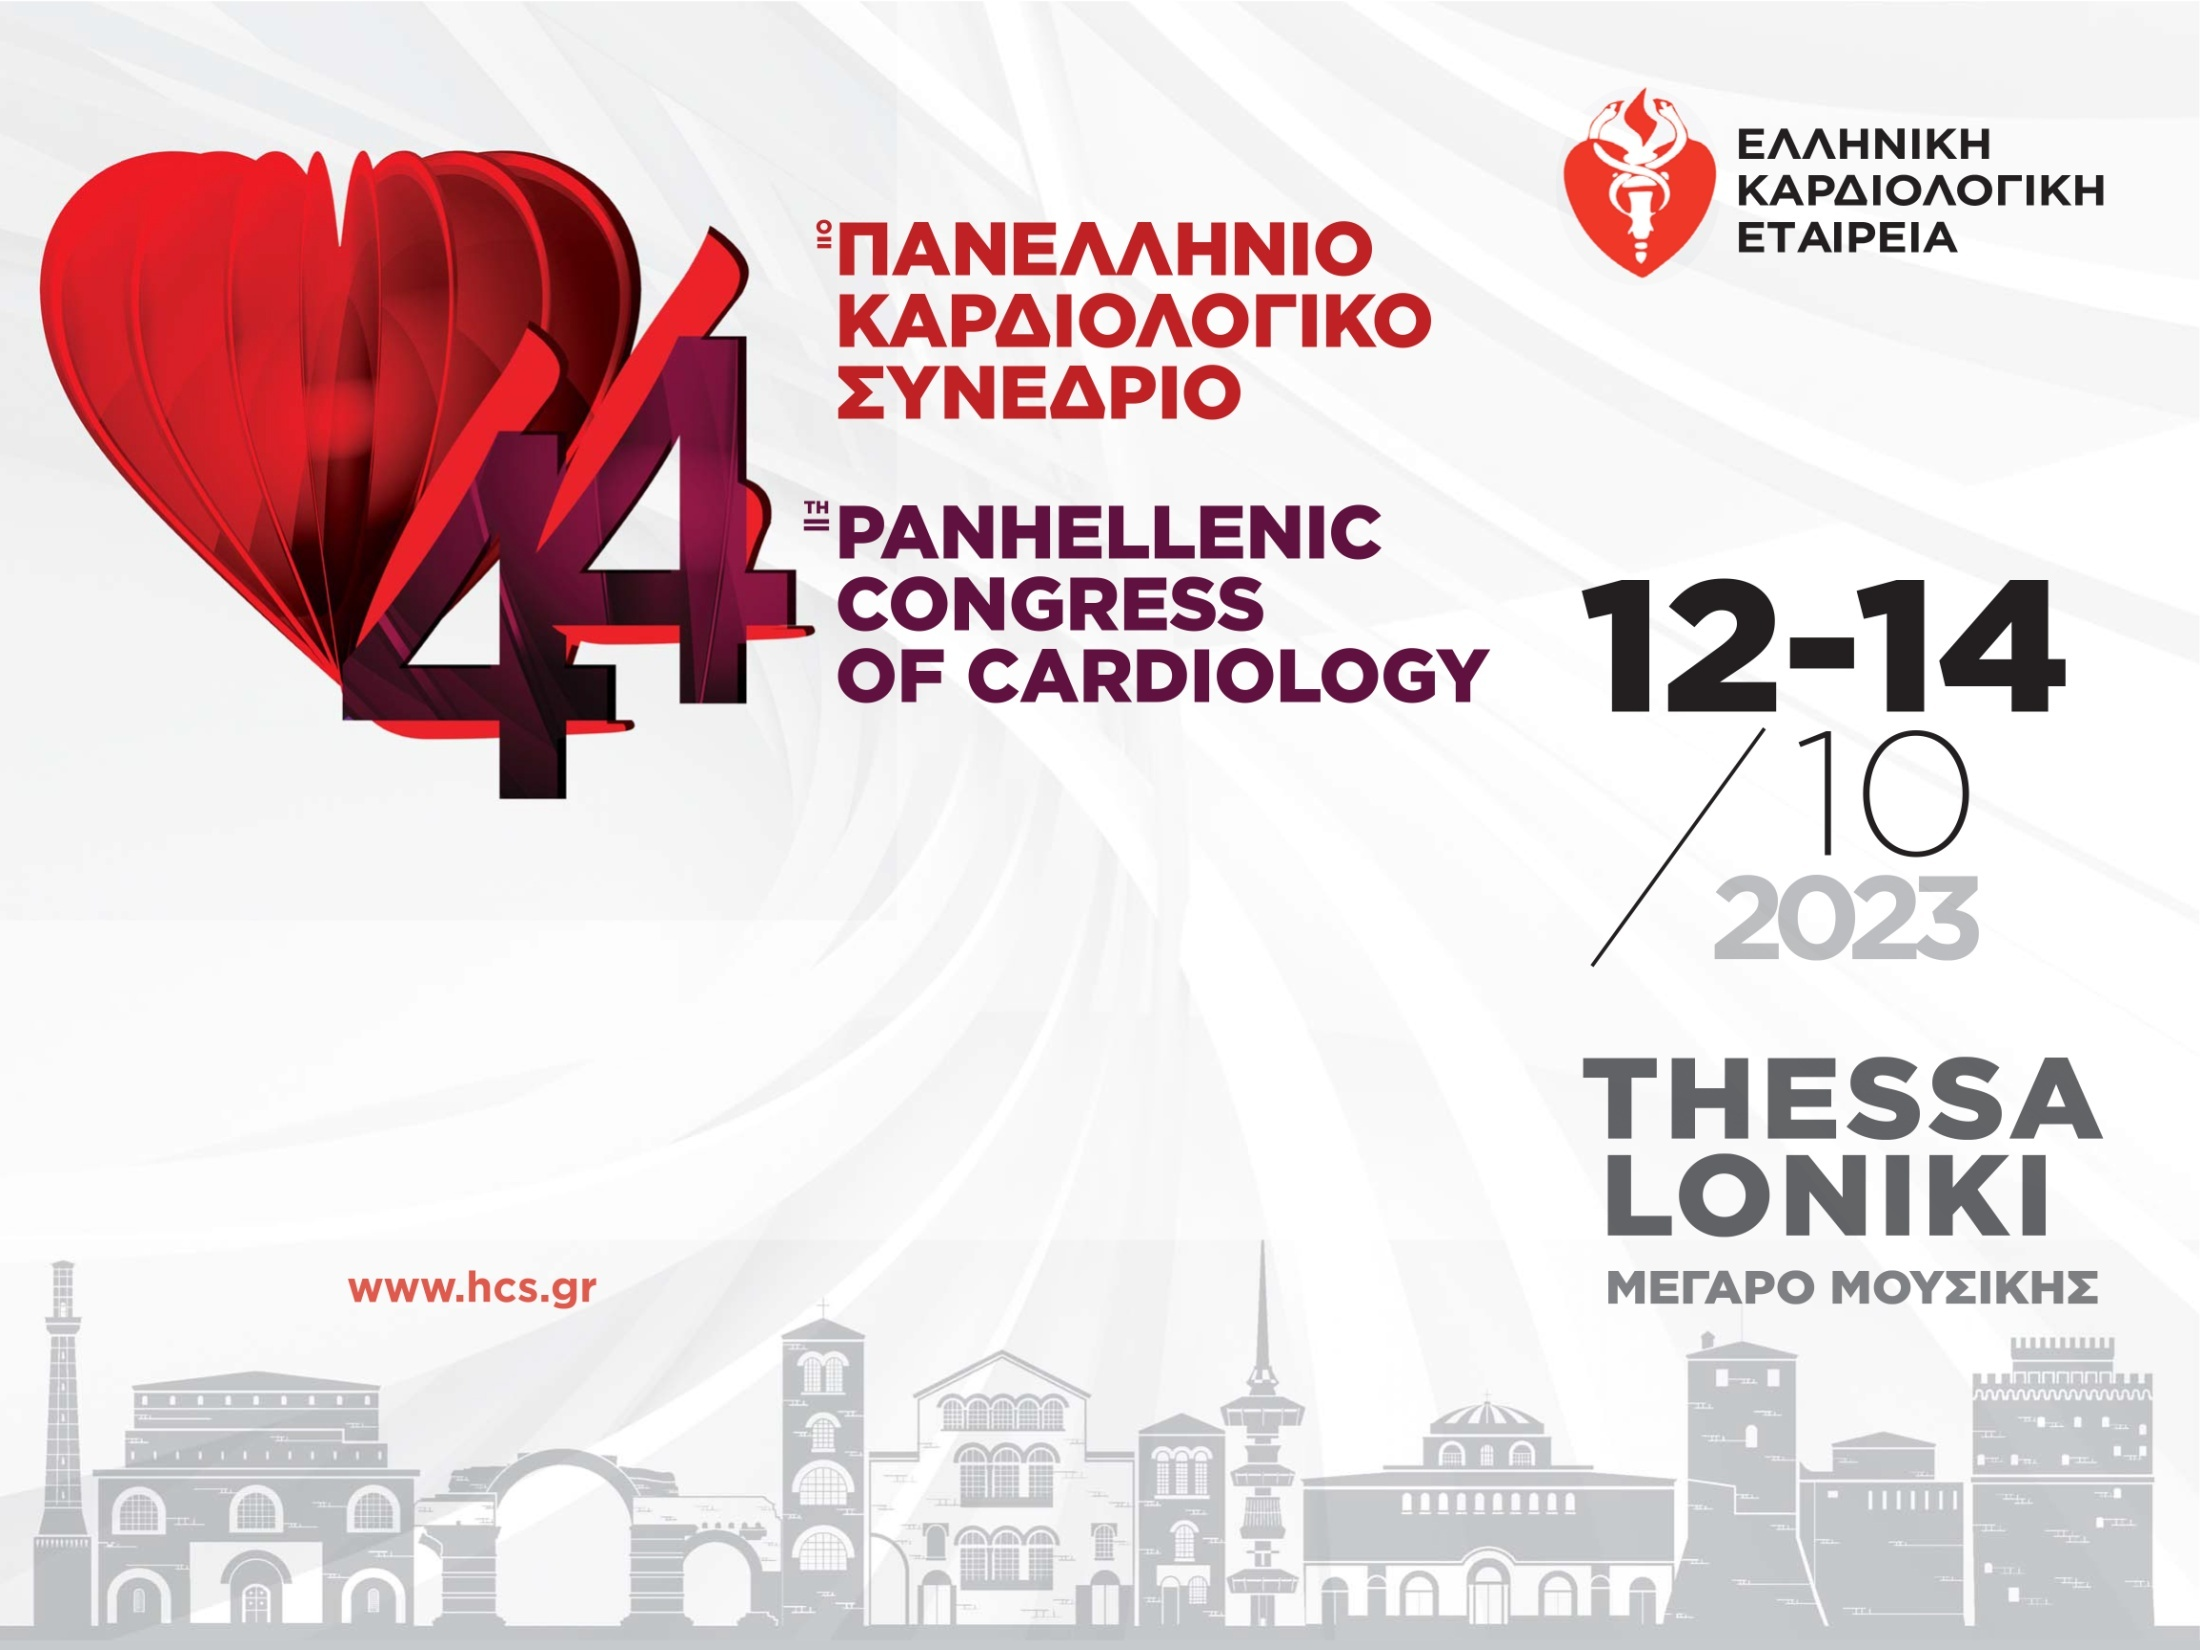 44
ο ΠΑΝΕΛΛΗΝΙΟ
ΚΑΡΔΙΟΛΟΓΙΚΟ
ΣΥΝΕΔΡΙΟ
TH PANHELLENIC
CONGRESS
OF CARDIOLOGY
ΕΛΛΗΝΙΚΗ
ΚΑΡΔΙΟΛΟΓΙΚΗ
ΕΤΑΙΡΕΙΑ
12-14
/10
2023
THESSA
LONIKI
ΜΕΓΑΡΟ ΜΟΥΣΙΚΗΣ
www.hcs.gr